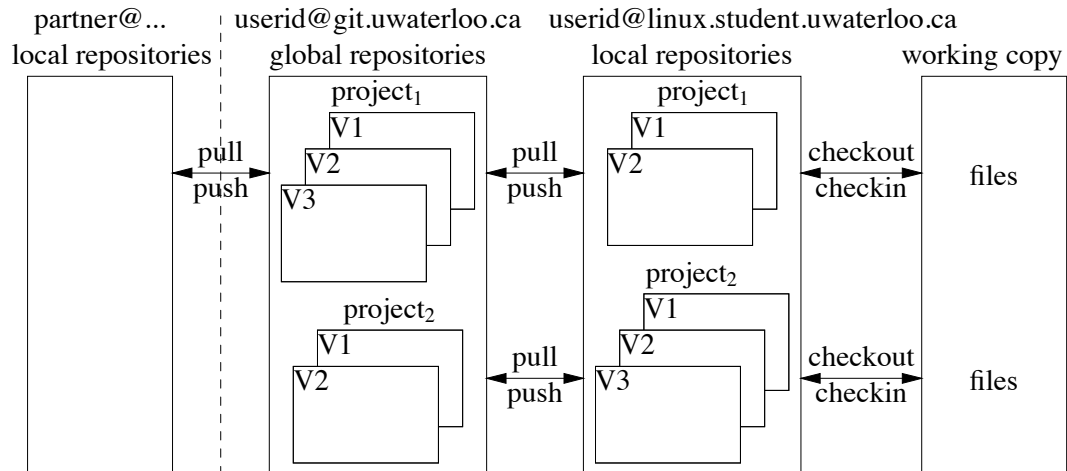 partner@... userid@git.uwaterloo.ca userid@linux.student.uwaterloo.ca
local repositories global repositories local repositories working copy
project₁ project₁
V1 V1
V2 V2
V3
pull pull checkout
push push checkin
files
project₂ project₂
V1 V1
V2 V2
V3
pull checkout
push checkin
files